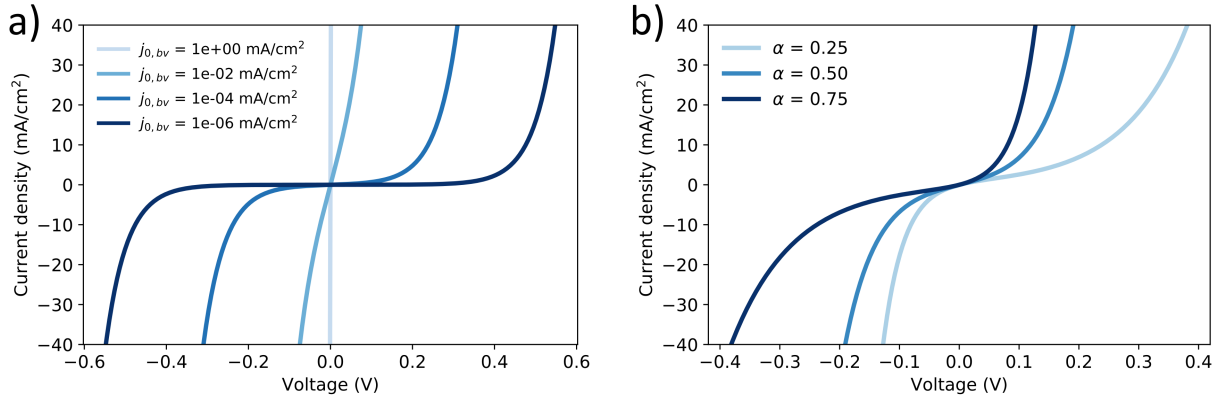 a)
40
30
20
10
0
−10
−20
−30
−40
Current density (mA/cm²)
j₀,bv = 1e+00 mA/cm²
j₀,bv = 1e-02 mA/cm²
j₀,bv = 1e-04 mA/cm²
j₀,bv = 1e-06 mA/cm²
−0.6 −0.4 −0.2 0.0 0.2 0.4 0.6
Voltage (V)
b)
40
30
20
10
0
−10
−20
−30
−40
Current density (mA/cm²)
α = 0.25
α = 0.50
α = 0.75
−0.4 −0.3 −0.2 −0.1 0.0 0.1 0.2 0.3 0.4
Voltage (V)